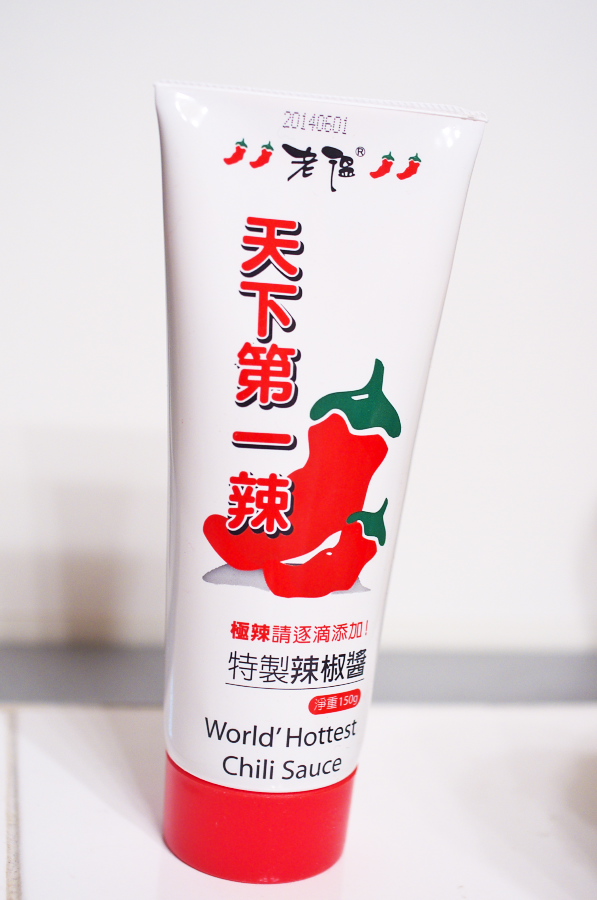 20140601
老温®
天下第一辣
極辣請逐滴添加!
特製辣椒醬
淨重150g
World' Hottest
Chili Sauce